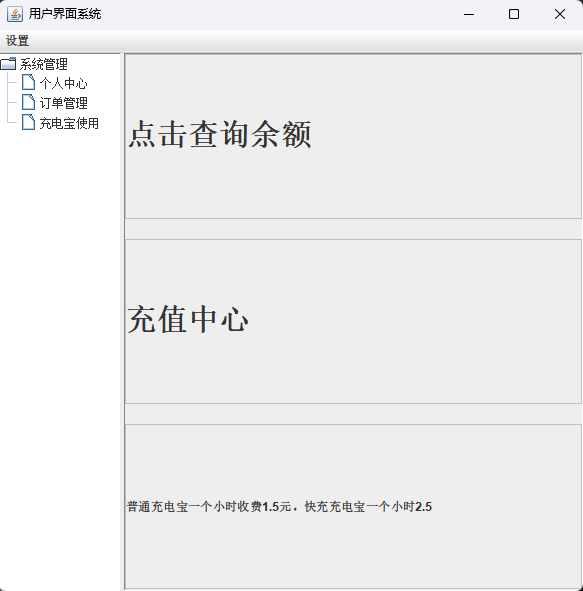 用户界面系统
设置
系统管理
个人中心
订单管理
充电宝使用
点击查询余额
充值中心
普通充电宝一个小时收费1.5元，快充充电宝一个小时2.5